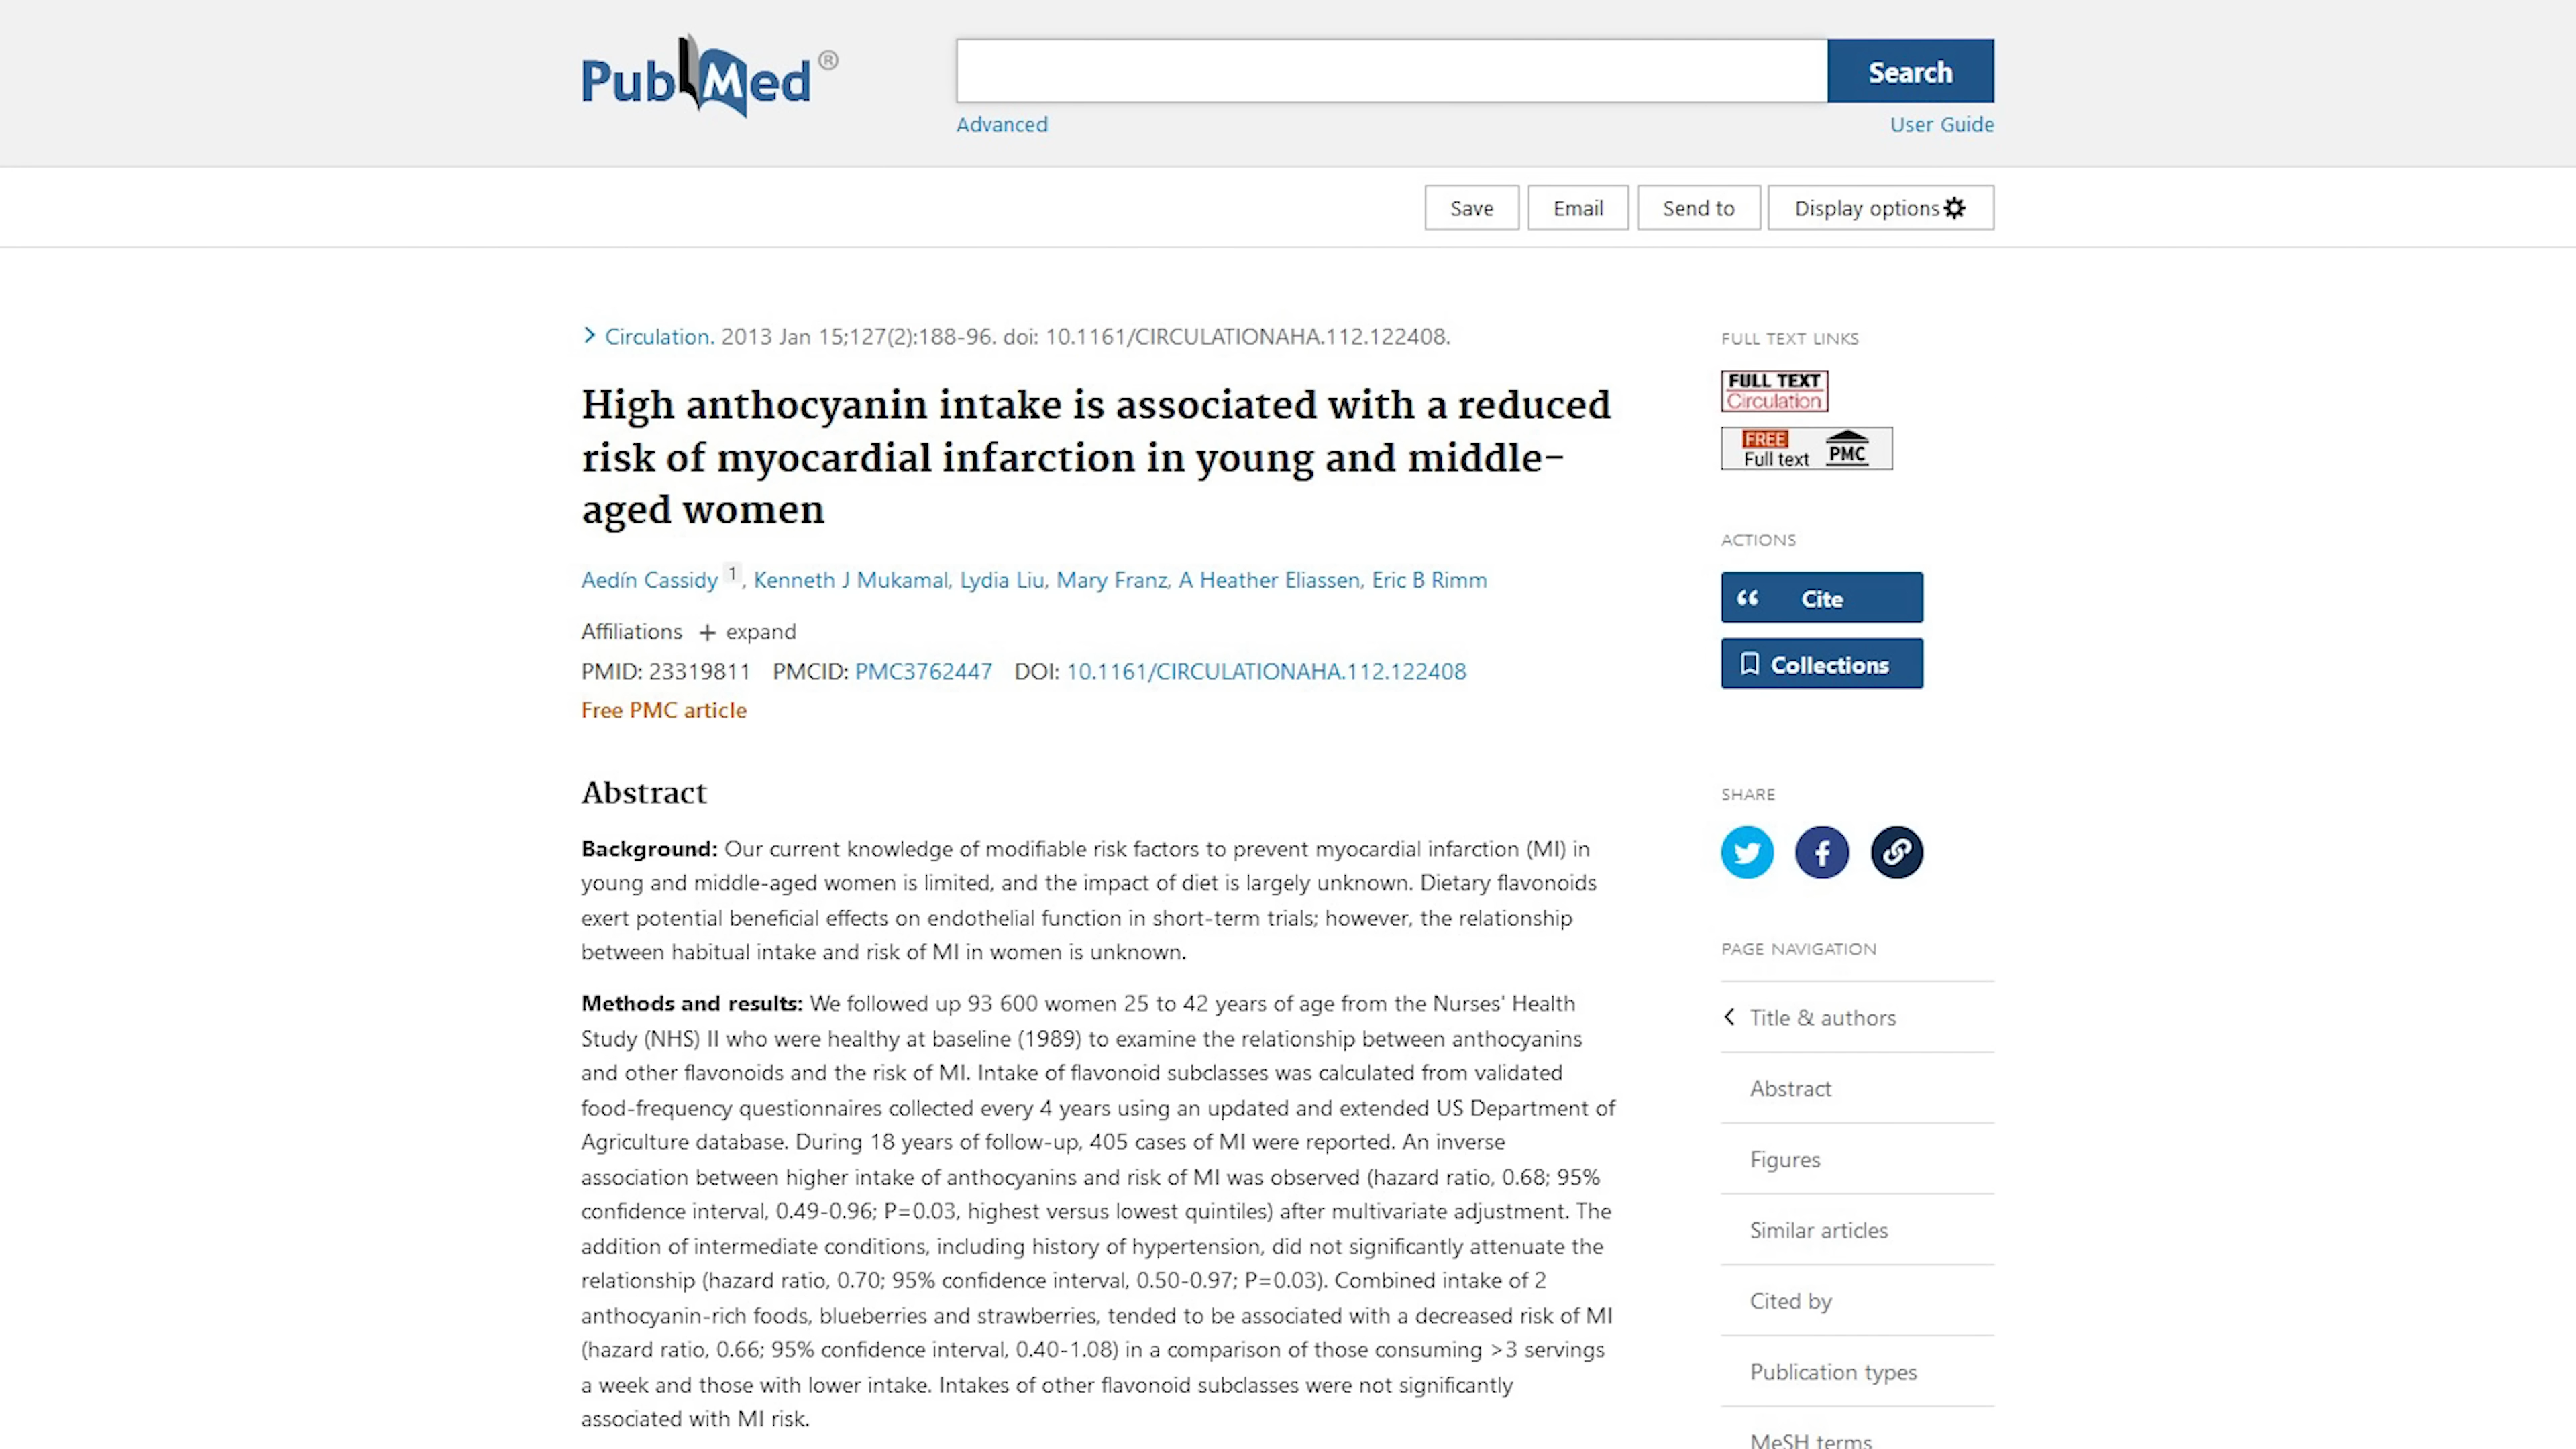 PubMed®
Search
Advanced
User Guide
Save
Email
Send to
Display options
Circulation. 2013 Jan 15;127(2):188-96. doi: 10.1161/CIRCULATIONAHA.112.122408.
High anthocyanin intake is associated with a reduced
risk of myocardial infarction in young and middle-
aged women
Aedín Cassidy 1, Kenneth J Mukamal, Lydia Liu, Mary Franz, A Heather Eliassen, Eric B Rimm
Affiliations + expand
PMID: 23319811 PMCID: PMC3762447 DOI: 10.1161/CIRCULATIONAHA.112.122408
Free PMC article
Abstract
Background: Our current knowledge of modifiable risk factors to prevent myocardial infarction (MI) in
young and middle-aged women is limited, and the impact of diet is largely unknown. Dietary flavonoids
exert potential beneficial effects on endothelial function in short-term trials; however, the relationship
between habitual intake and risk of MI in women is unknown.
Methods and results: We followed up 93 600 women 25 to 42 years of age from the Nurses' Health
Study (NHS) II who were healthy at baseline (1989) to examine the relationship between anthocyanins
and other flavonoids and the risk of MI. Intake of flavonoid subclasses was calculated from validated
food-frequency questionnaires collected every 4 years using an updated and extended US Department of
Agriculture database. During 18 years of follow-up, 405 cases of MI were reported. An inverse
association between higher intake of anthocyanins and risk of MI was observed (hazard ratio, 0.68; 95%
confidence interval, 0.49-0.96; P=0.03, highest versus lowest quintiles) after multivariate adjustment. The
addition of intermediate conditions, including history of hypertension, did not significantly attenuate the
relationship (hazard ratio, 0.70; 95% confidence interval, 0.50-0.97; P=0.03). Combined intake of 2
anthocyanin-rich foods, blueberries and strawberries, tended to be associated with a decreased risk of MI
(hazard ratio, 0.66; 95% confidence interval, 0.40-1.08) in a comparison of those consuming >3 servings
a week and those with lower intake. Intakes of other flavonoid subclasses were not significantly
associated with MI risk.
FULL TEXT LINKS
FULL TEXT
Circulation
FREE
Full text PMC
ACTIONS
Cite
Collections
SHARE
PAGE NAVIGATION
Title & authors
Abstract
Figures
Similar articles
Cited by
Publication types
MeSH terms